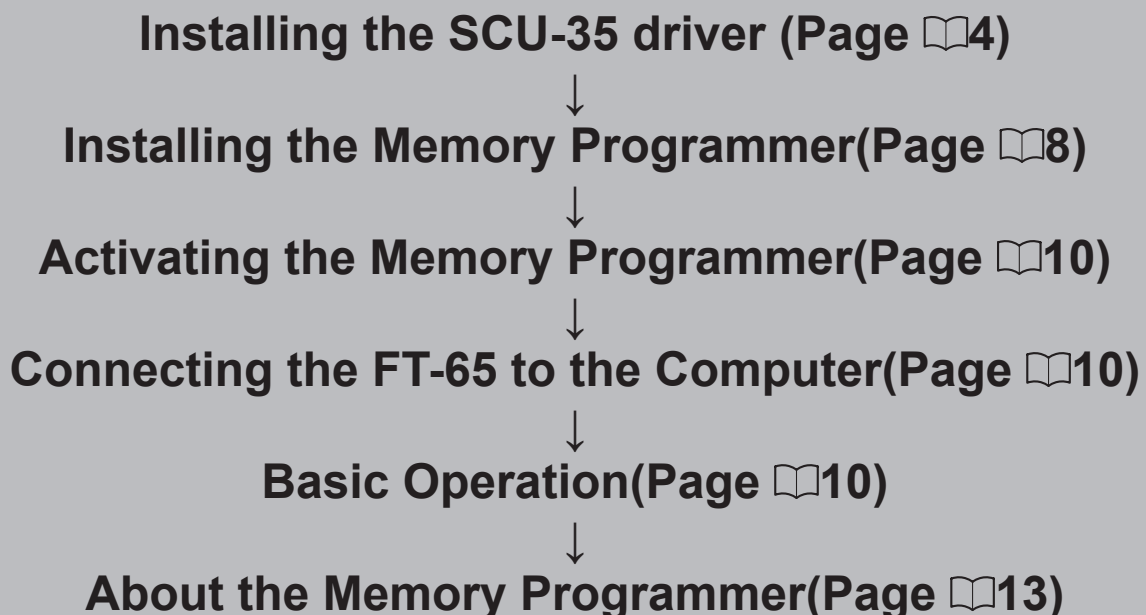 Installing the SCU-35 driver (Page 4)
↓
Installing the Memory Programmer(Page 8)
↓
Activating the Memory Programmer(Page 10)
↓
Connecting the FT-65 to the Computer(Page 10)
↓
Basic Operation(Page 10)
↓
About the Memory Programmer(Page 13)